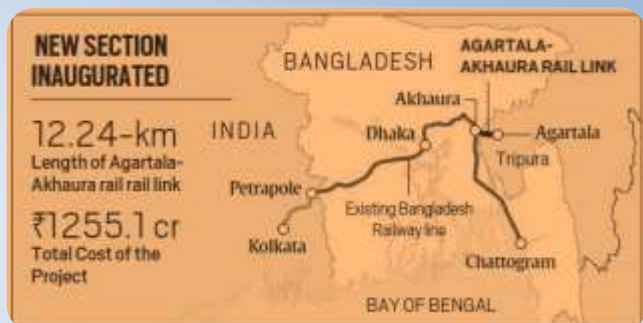 NEW SECTION
INAUGURATED
12.24-km
Length of Agartala-
Akhaura rail rail link
₹1255.1 cr
Total Cost of the
Project
BANGLADESH
AGARTALA-
AKHAURA RAIL LINK
Akhaura
INDIA
Dhaka
Agartala
Tripura
Petrapole
Existing Bangladesh
Railway line
Kolkata
Chattogram
BAY OF BENGAL